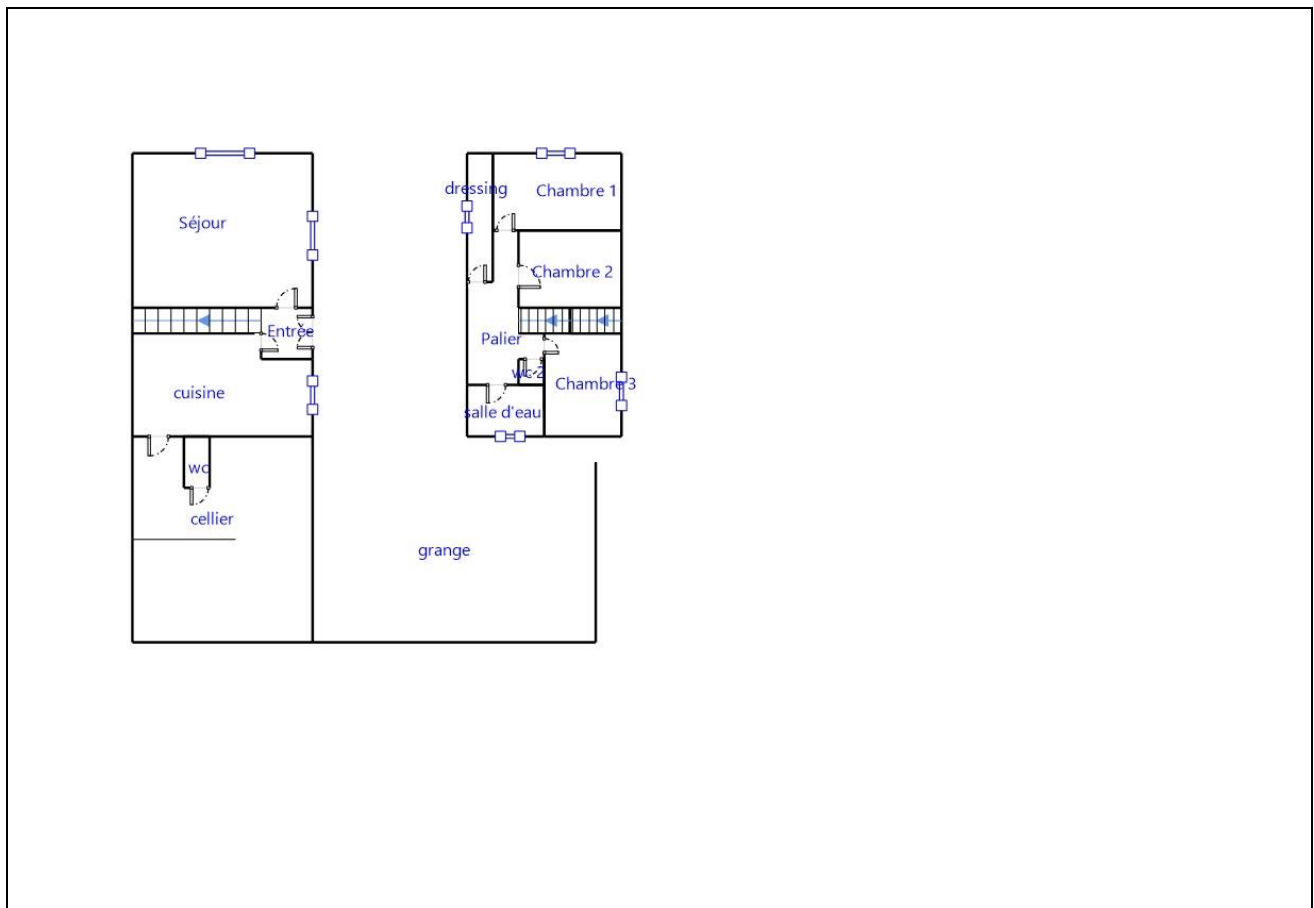 dressing
Chambre 1
Séjour
Chambre 2
Entrée
Palier
wc 2
Chambre 3
cuisine
salle d'eau
wc
cellier
grange